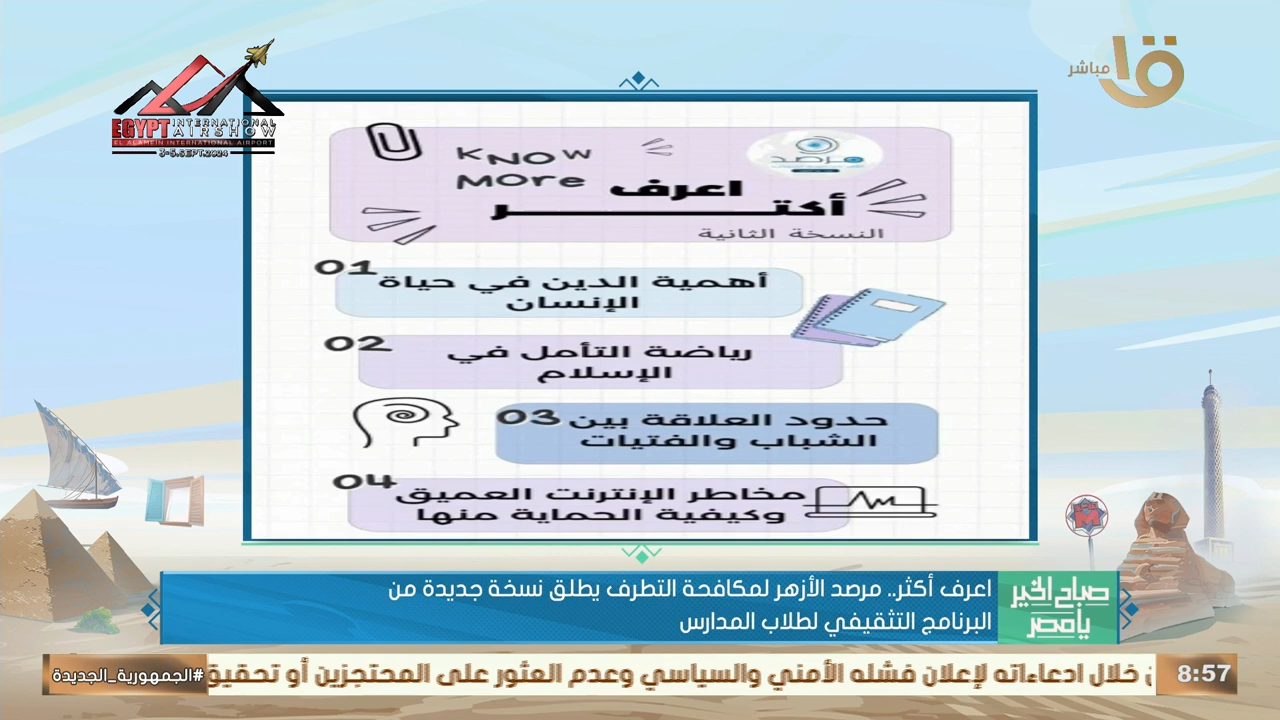 EGYPT INTERNATIONAL
AIRSHOW
EL ALAMEIN INTERNATIONAL AIRPORT
3-5.SEPT.2024
مباشر
KNOW
MORE
مرصد
اعرف
أكتـــــــــــر
النسخة الثانية
01
أهمية الدين في حياة
الإنسان
02
رياضة التأمل في
الإسلام
03
حدود العلاقة بين
الشباب والفتيات
04
مخاطر الإنترنت العميق
وكيفية الحماية منها
صباح الخير
يا مصر
اعرف أكثر.. مرصد الأزهر لمكافحة التطرف يطلق نسخة جديدة من
البرنامج التثقيفي لطلاب المدارس
8:57
خلال ادعاءاته لإعلان فشله الأمني والسياسي وعدم العثور على المحتجزين أو تحقيق
#الجمهورية_الجديدة